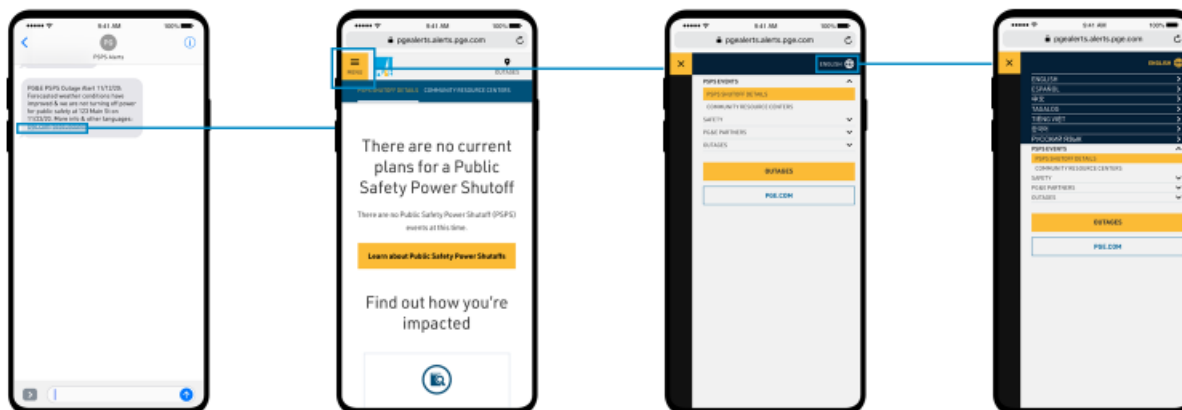 9:41 AM
100%
PG
PSPS Alerts
PG&E PSPS Outage Alert 11/12/20:
Forecasted weather conditions have
improved & we are not turning off power
for public safety at 123 Main St on
11/23/20. More info & other languages:
9:41 AM
100%
pgealerts.alerts.pge.com
MENU
OUTAGES
PSPS SHUTOFF DETAILS COMMUNITY RESOURCE CENTERS
There are no current
plans for a Public
Safety Power Shutoff
There are no Public Safety Power Shutoff (PSPS)
events at this time.
Learn about Public Safety Power Shutoffs
Find out how you're
impacted
9:41 AM
100%
pgealerts.alerts.pge.com
ENGLISH
PSPS EVENTS
PSPS SHUTOFF DETAILS
COMMUNITY RESOURCE CENTERS
SAFETY
PG&E PARTNERS
OUTAGES
OUTAGES
PGE.COM
9:41 AM
100%
pgealerts.alerts.pge.com
ENGLISH
ENGLISH
ESPAÑOL
中文
TAGALOG
TIẾNG VIỆT
한국어
РУССКИЙ ЯЗЫК
PSPS EVENTS
PSPS SHUTOFF DETAILS
COMMUNITY RESOURCE CENTERS
SAFETY
PG&E PARTNERS
OUTAGES
OUTAGES
PGE.COM